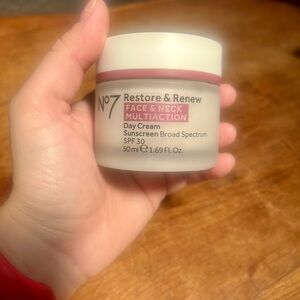 No7
Restore & Renew
FACE & NECK
MULTIACTION
Day Cream
Sunscreen Broad Spectrum
SPF 30
50ml ℮ 1.69 FL Oz.